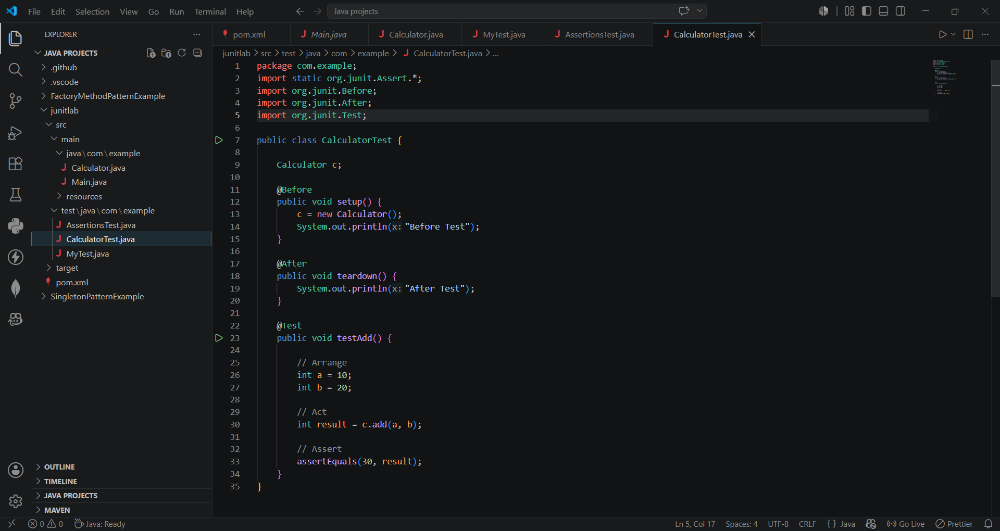 File Edit Selection View Go Run Terminal Help
Java projects
EXPLORER
JAVA PROJECTS
.github
.vscode
FactoryMethodPatternExample
junitlab
src
main
java\com\example
Calculator.java
Main.java
resources
test\java\com\example
AssertionsTest.java
CalculatorTest.java
MyTest.java
target
pom.xml
SingletonPatternExample
OUTLINE
TIMELINE
JAVA PROJECTS
MAVEN
pom.xml Main.java Calculator.java MyTest.java AssertionsTest.java CalculatorTest.java
junitlab > src > test > java > com > example > CalculatorTest.java > ...
1 package com.example;
2 import static org.junit.Assert.*;
3 import org.junit.Before;
4 import org.junit.After;
5 import org.junit.Test;
6
7 public class CalculatorTest {
8
9 Calculator c;
10
11 @Before
12 public void setup() {
13 c = new Calculator();
14 System.out.println(x: "Before Test");
15 }
16
17 @After
18 public void teardown() {
19 System.out.println(x: "After Test");
20 }
21
22 @Test
23 public void testAdd() {
24
25 // Arrange
26 int a = 10;
27 int b = 20;
28
29 // Act
30 int result = c.add(a, b);
31
32 // Assert
33 assertEquals(30, result);
34 }
35 }
0 0 Java: Ready
Ln 5, Col 17 Spaces: 4 UTF-8 CRLF { } Java Go Live Prettier